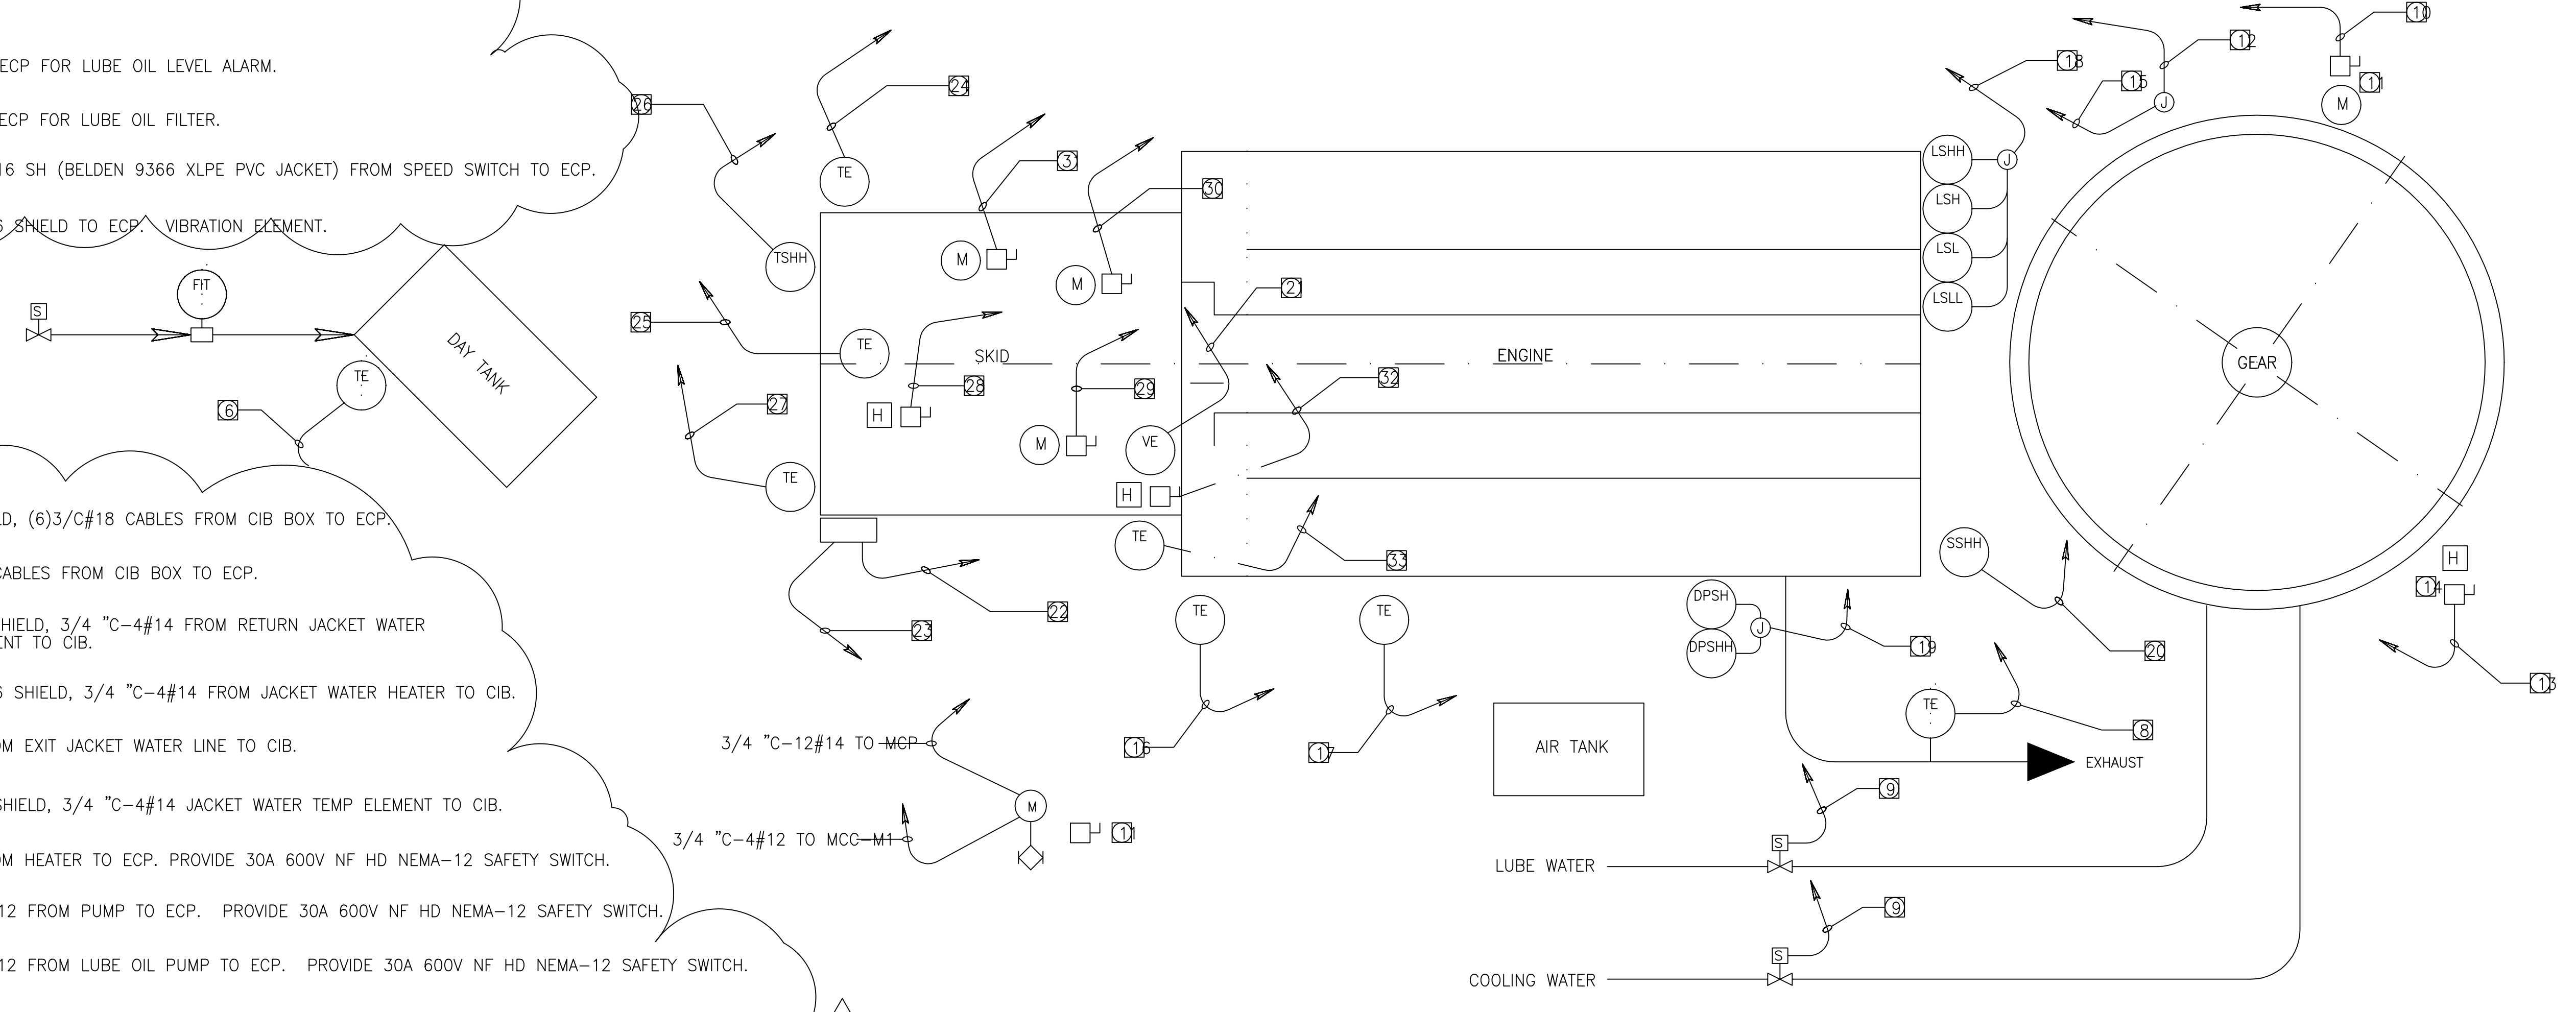 ECP FOR LUBE OIL LEVEL ALARM.
ECP FOR LUBE OIL FILTER.
16 SH (BELDEN 9366 XLPE PVC JACKET) FROM SPEED SWITCH TO ECP.
6 SHIELD TO ECP. VIBRATION ELEMENT.
S
FIT
TE
DAY TANK
6
LD, (6)3/C#18 CABLES FROM CIB BOX TO ECP.
CABLES FROM CIB BOX TO ECP.
SHIELD, 3/4 "C-4#14 FROM RETURN JACKET WATER
ENT TO CIB.
6 SHIELD, 3/4 "C-4#14 FROM JACKET WATER HEATER TO CIB.
OM EXIT JACKET WATER LINE TO CIB.
SHIELD, 3/4 "C-4#14 JACKET WATER TEMP ELEMENT TO CIB.
OM HEATER TO ECP. PROVIDE 30A 600V NF HD NEMA-12 SAFETY SWITCH.
12 FROM PUMP TO ECP. PROVIDE 30A 600V NF HD NEMA-12 SAFETY SWITCH.
12 FROM LUBE OIL PUMP TO ECP. PROVIDE 30A 600V NF HD NEMA-12 SAFETY SWITCH.
26
24
TE
31
30
TSHH
M
M
25
TE
SKID
28
H
29
M
27
TE
21
32
VE
H
TE
33
ENGINE
22
23
TE
TE
16
17
3/4 "C-12#14 TO MCP
3/4 "C-4#12 TO MCC-M1
M
11
AIR TANK
LSHH
J
LSH
LSL
LSLL
18
15
12
J
10
11
M
GEAR
SSHH
20
H
14
13
DPSH
DPSHH
J
19
TE
8
EXHAUST
9
S
LUBE WATER
9
S
COOLING WATER